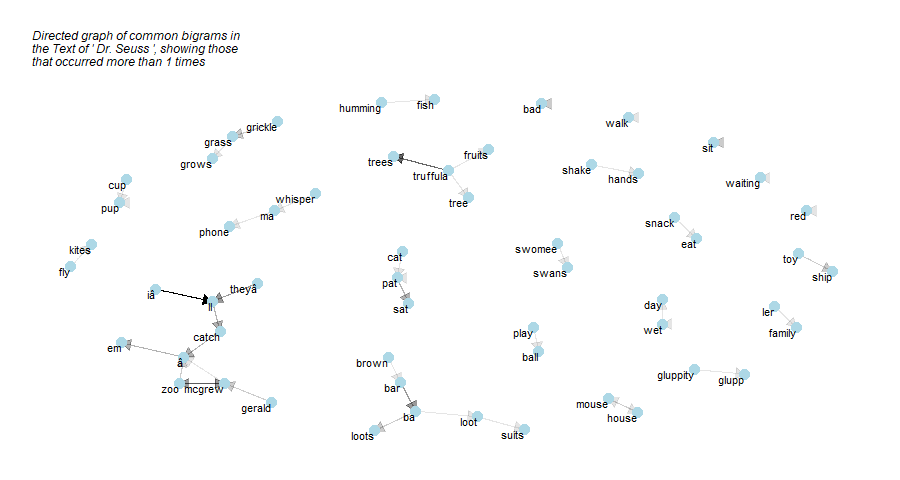 Directed graph of common bigrams in
the Text of ' Dr. Seuss ', showing those
that occurred more than 1 times
humming
fish
bad
walk
grickle
grass
grows
trees
fruits
truffula
tree
sit
shake
hands
waiting
cup
pup
whisper
ma
phone
red
snack
eat
kites
fly
cat
pat
sat
swomee
swans
toy
ship
iâ
theyâ
ll
catch
day
wet
ler
family
em
â
zoo
mcgrew
gerald
play
ball
brown
bar
ba
loots
loot
suits
gluppity
glupp
mouse
house